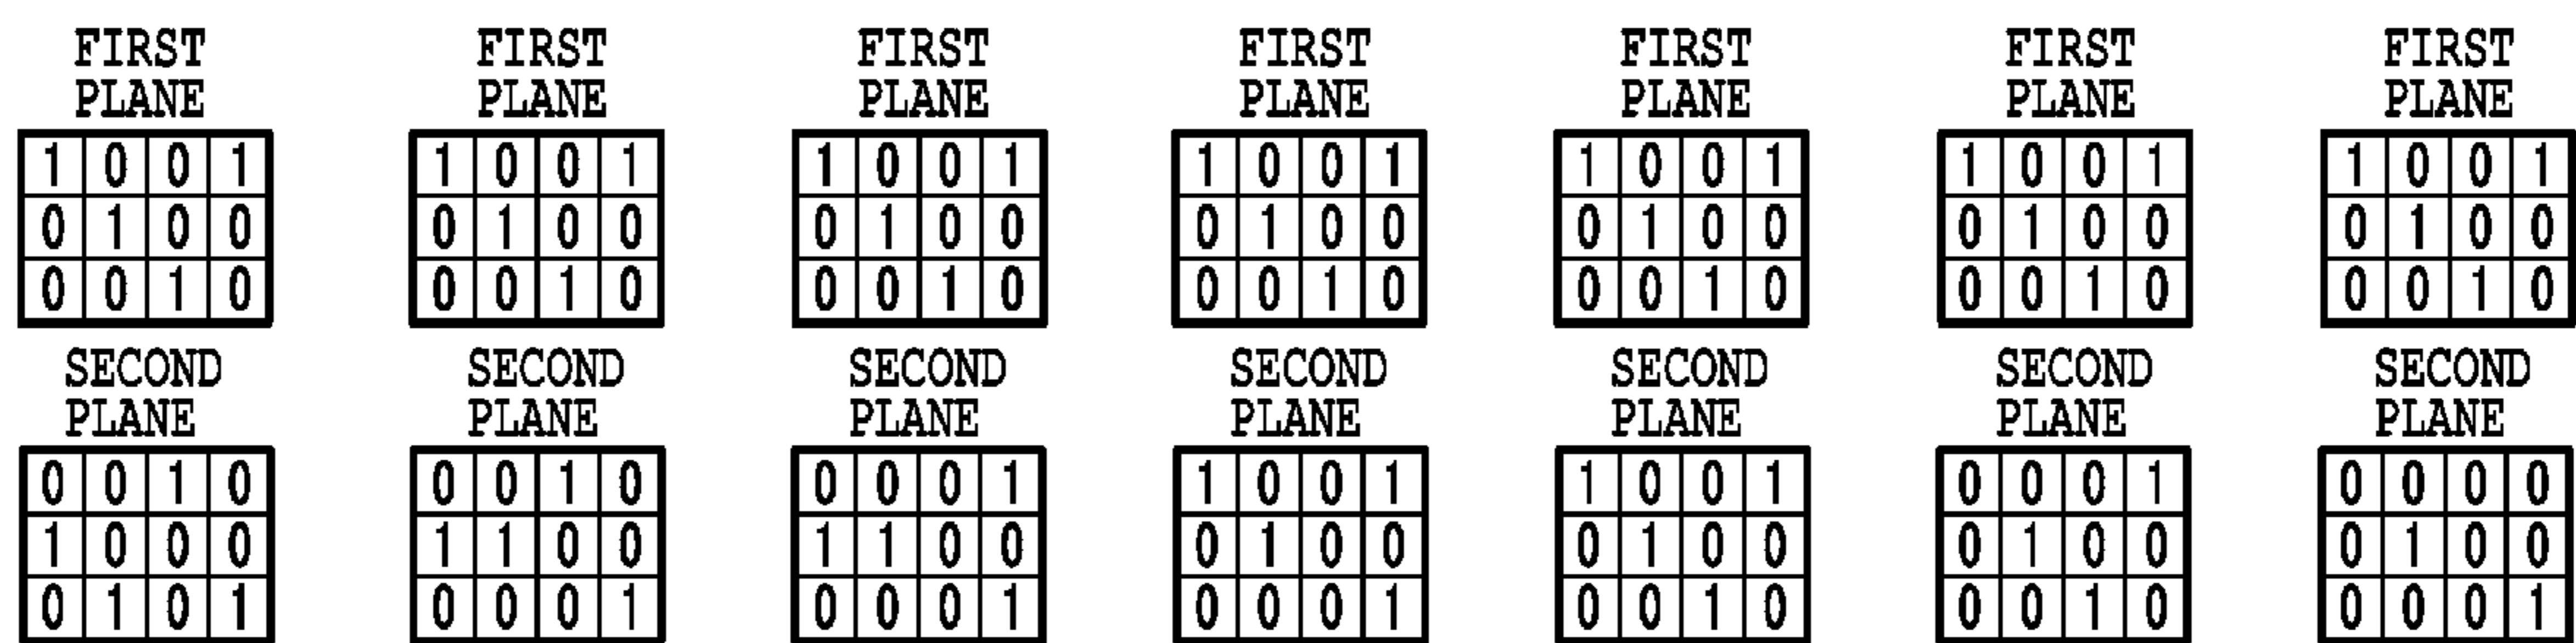 FIRST FIRST FIRST FIRST FIRST FIRST FIRST
PLANE PLANE PLANE PLANE PLANE PLANE PLANE
1 0 0 1 1 0 0 1 1 0 0 1 1 0 0 1 1 0 0 1 1 0 0 1 1 0 0 1
0 1 0 0 0 1 0 0 0 1 0 0 0 1 0 0 0 1 0 0 0 1 0 0 0 1 0 0
0 0 1 0 0 0 1 0 0 0 1 0 0 0 1 0 0 0 1 0 0 0 1 0 0 0 1 0
SECOND SECOND SECOND SECOND SECOND SECOND SECOND
PLANE PLANE PLANE PLANE PLANE PLANE PLANE
0 0 1 0 0 0 1 0 0 0 0 1 1 0 0 1 1 0 0 1 0 0 0 1 0 0 0 0
1 0 0 0 1 1 0 0 1 1 0 0 0 1 0 0 0 1 0 0 0 1 0 0 0 1 0 0
0 1 0 1 0 0 0 1 0 0 0 1 0 0 0 1 0 0 1 0 0 0 1 0 0 0 0 1